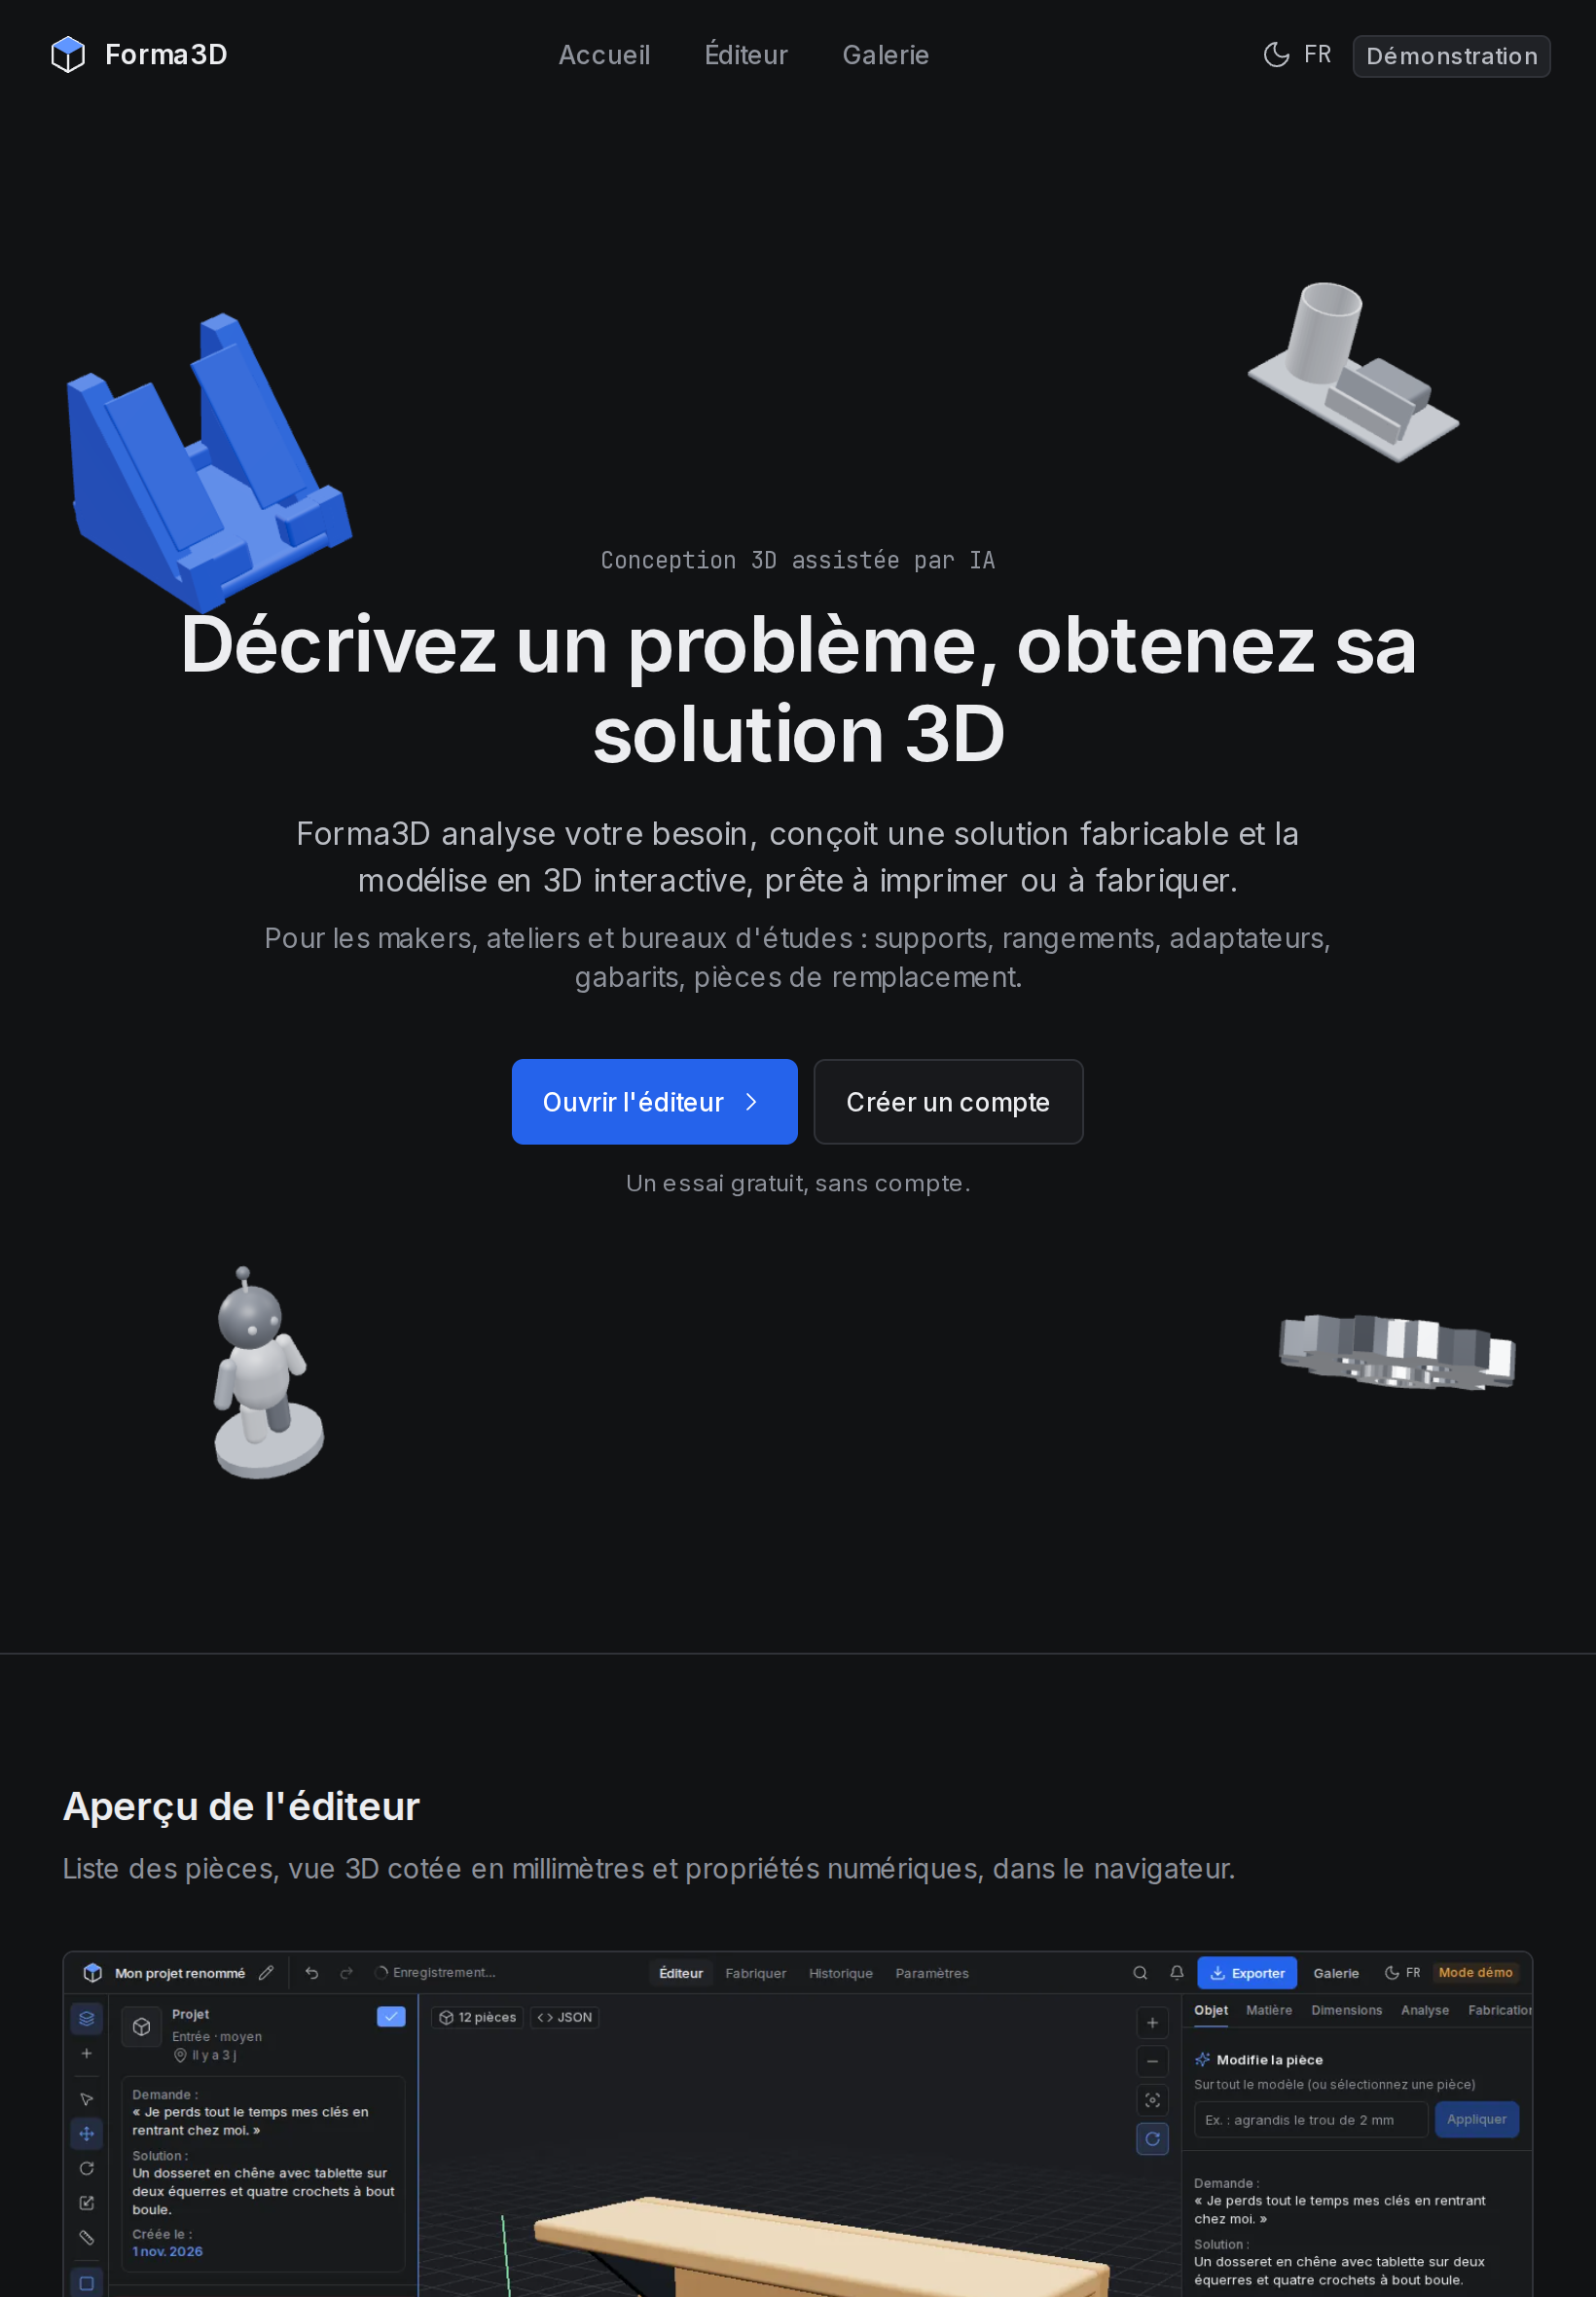 Forma3D
Accueil
Éditeur
Galerie
FR
Démonstration
Conception 3D assistée par IA
Décrivez un problème, obtenez sa
solution 3D
Forma3D analyse votre besoin, conçoit une solution fabricable et la
modélise en 3D interactive, prête à imprimer ou à fabriquer.
Pour les makers, ateliers et bureaux d'études : supports, rangements, adaptateurs,
gabarits, pièces de remplacement.
Ouvrir l'éditeur
Créer un compte
Un essai gratuit, sans compte.
Aperçu de l'éditeur
Liste des pièces, vue 3D cotée en millimètres et propriétés numériques, dans le navigateur.
Mon projet renommé
Enregistrement...
Éditeur
Fabriquer
Historique
Paramètres
Exporter
Galerie
FR
Mode démo
Projet
Entrée · moyen
il y a 3 j
Demande :
« Je perds tout le temps mes clés en
rentrant chez moi. »
Solution :
Un dosseret en chêne avec tablette sur
deux équerres et quatre crochets à bout
boule.
Créée le :
1 nov. 2026
12 pièces
JSON
Objet
Matière
Dimensions
Analyse
Fabrication
Modifie la pièce
Sur tout le modèle (ou sélectionnez une pièce)
Ex. : agrandis le trou de 2 mm
Appliquer
Demande :
« Je perds tout le temps mes clés en rentrant
chez moi. »
Solution :
Un dosseret en chêne avec tablette sur deux
équerres et quatre crochets à bout boule.